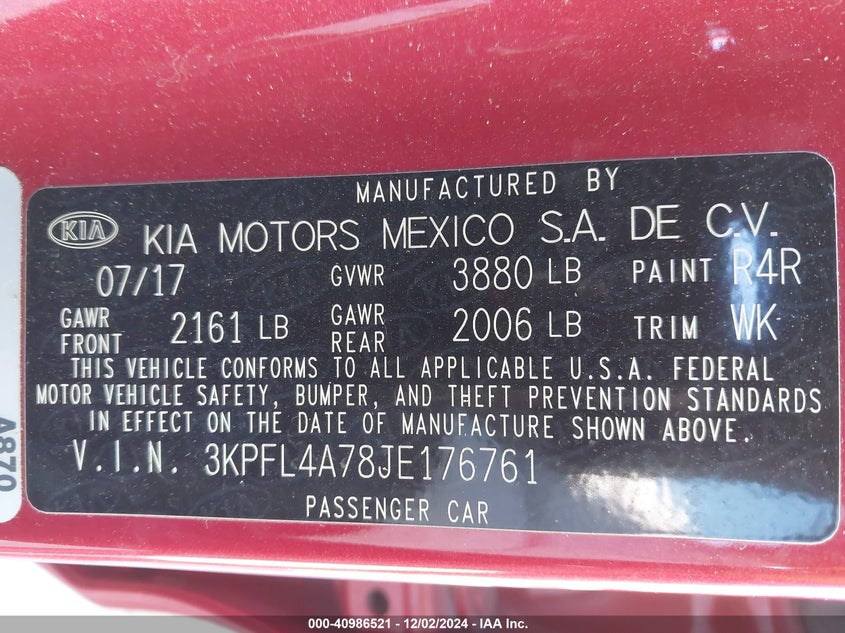 MANUFACTURED BY
KIA KIA MOTORS MEXICO S.A. DE C.V.
07/17 GVWR 3880 LB PAINT R4R
GAWR FRONT 2161 LB GAWR REAR 2006 LB TRIM WK
THIS VEHICLE CONFORMS TO ALL APPLICABLE U.S.A. FEDERAL
MOTOR VEHICLE SAFETY, BUMPER, AND THEFT PREVENTION STANDARDS
IN EFFECT ON THE DATE OF MANUFACTURE SHOWN ABOVE.
V.I.N. 3KPFL4A78JE176761
PASSENGER CAR
A870
000-40986521 - 12/02/2024 - IAA Inc.